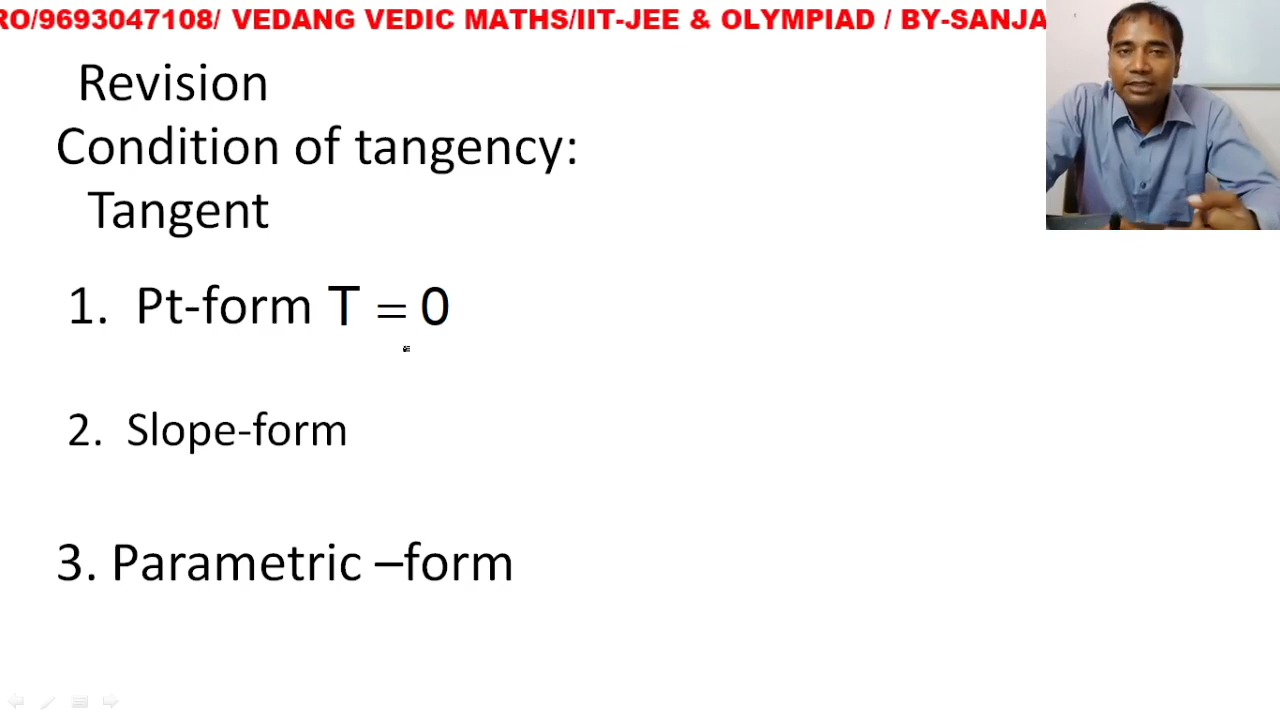 RO/9693047108/ VEDANG VEDIC MATHS/IIT-JEE & OLYMPIAD / BY-SANJA
Revision
Condition of tangency:
Tangent
1. Pt-form T = 0
2. Slope-form
3. Parametric –form